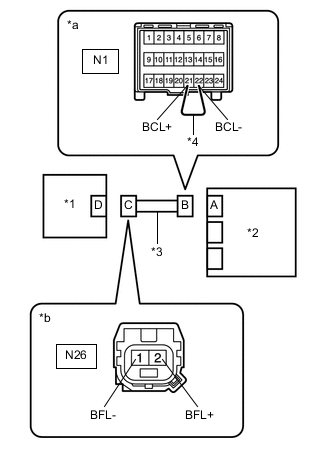 *a
N1
1 2 3 4 5 6 7 8
9 10 11 12 13 14 15 16
17 18 19 20 21 22 23 24
BCL+ BCL-
*4
*1 D C B A *2
*3
*b
N26
1 2
BFL- BFL+